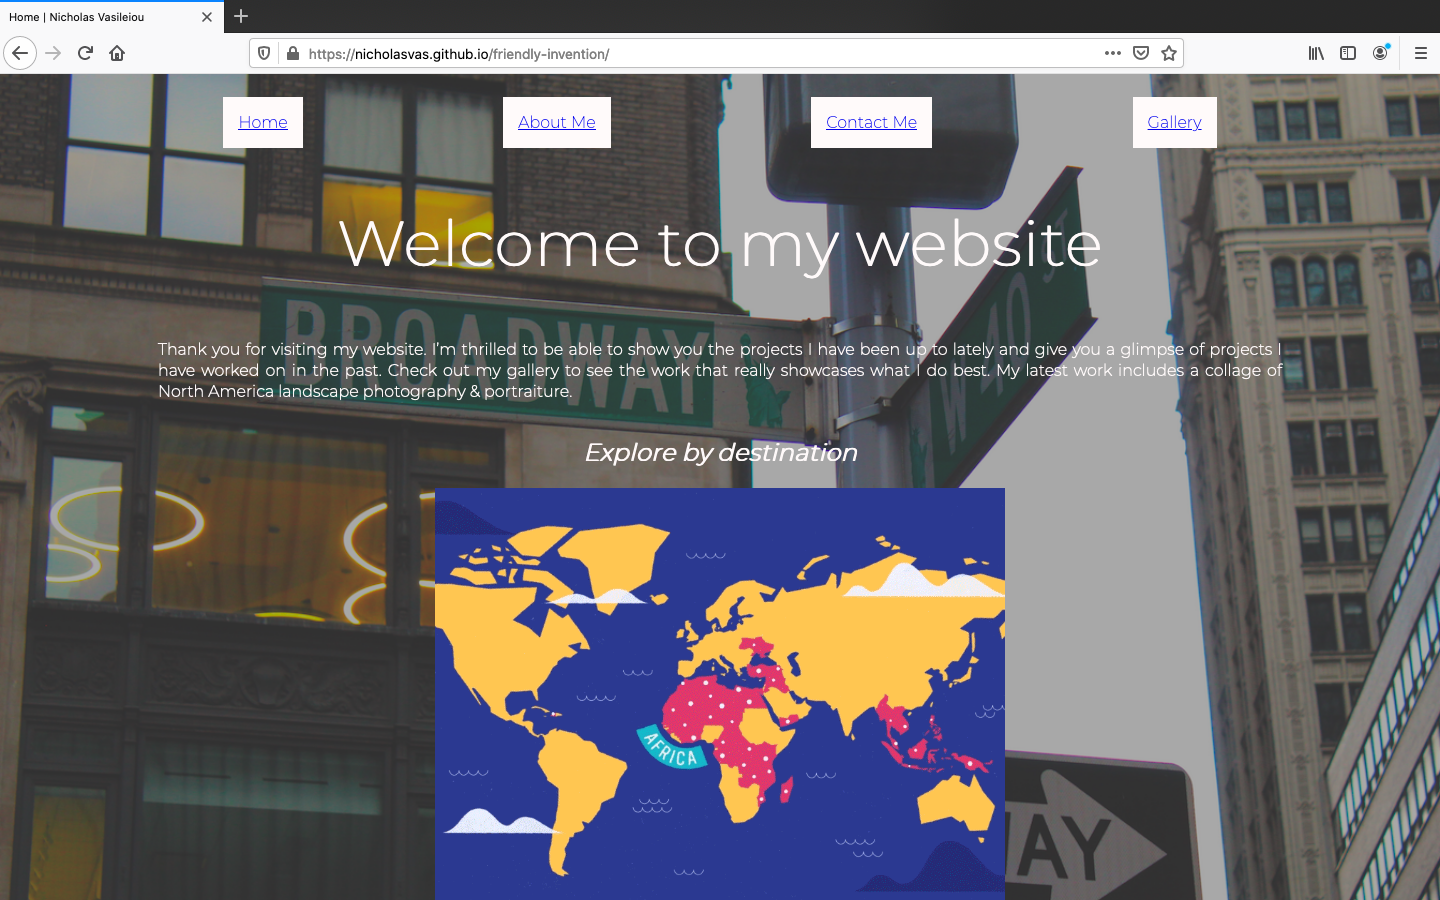 Home | Nicholas Vasileiou
https://nicholasvas.github.io/friendly-invention/
Home
About Me
Contact Me
Gallery
Welcome to my website
BROADWAY
W 40 ST
Thank you for visiting my website. I'm thrilled to be able to show you the projects I have been up to lately and give you a glimpse of projects I
have worked on in the past. Check out my gallery to see the work that really showcases what I do best. My latest work includes a collage of
North America landscape photography & portraiture.
Explore by destination
AFRICA
WAY